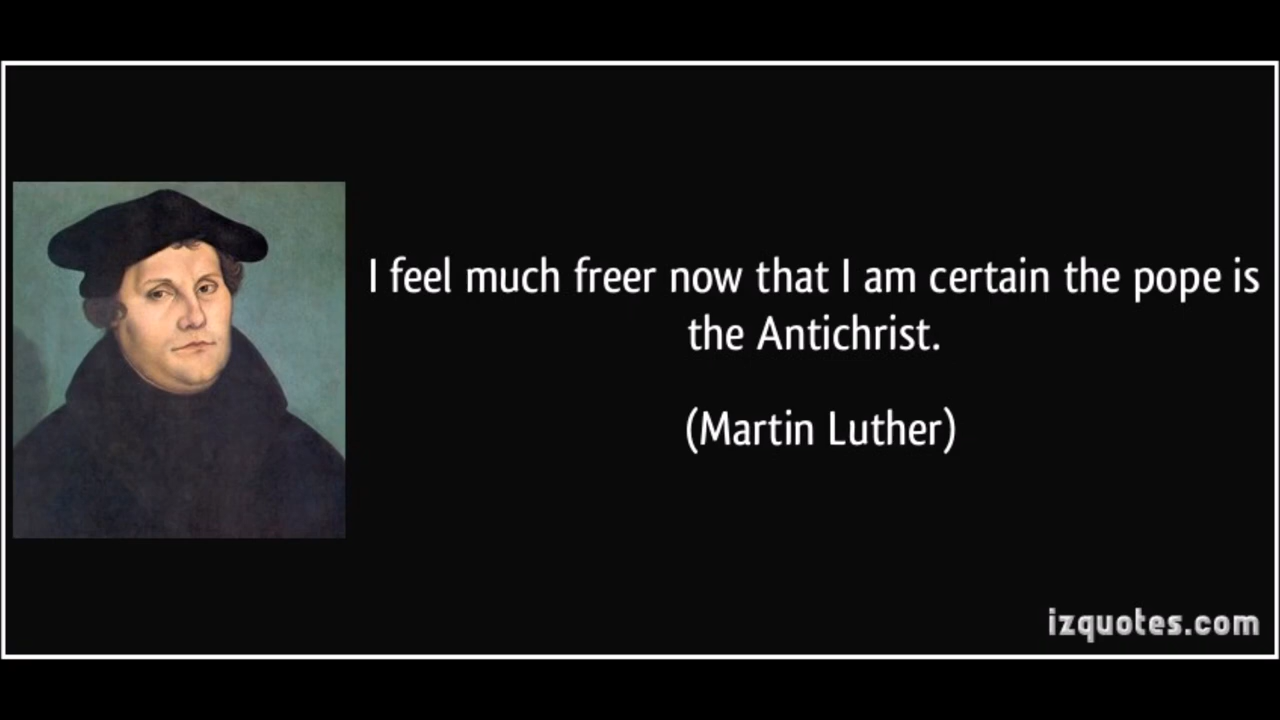 I feel much freer now that I am certain the pope is
the Antichrist.
(Martin Luther)
izquotes.com